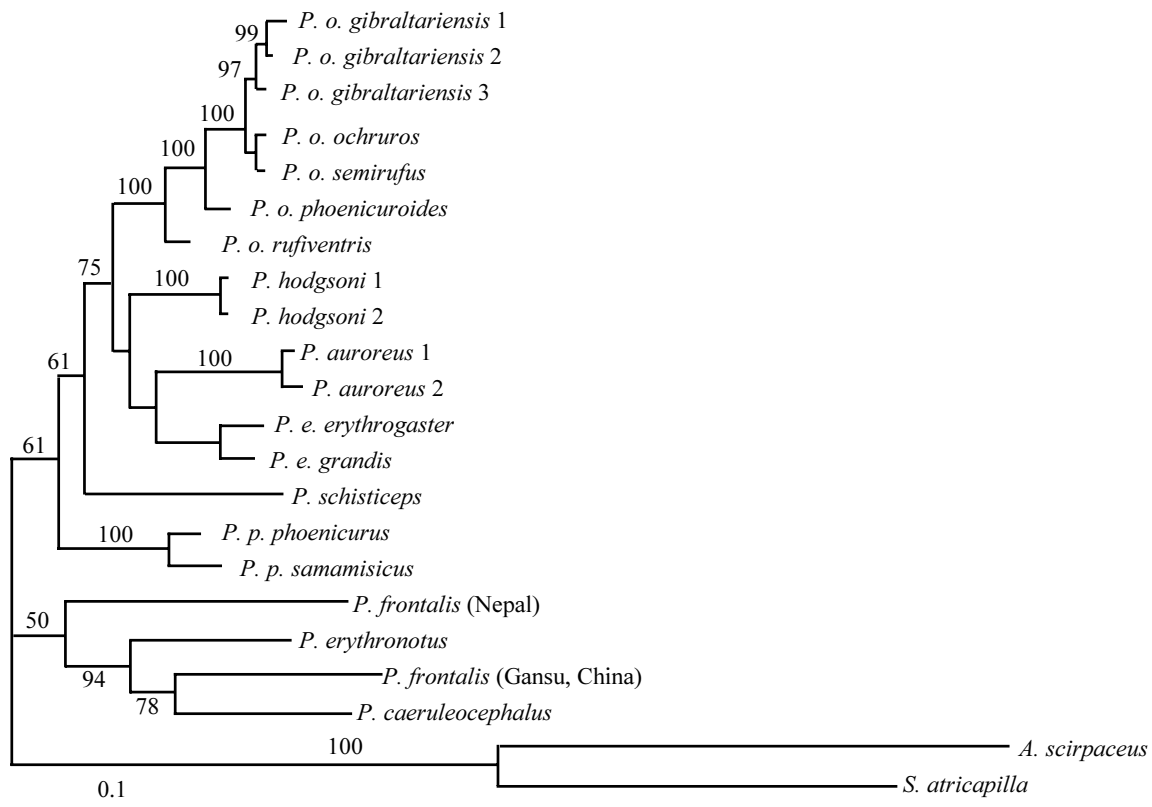 P. o. gibraltariensis 1
99
P. o. gibraltariensis 2
97
P. o. gibraltariensis 3
100
P. o. ochruros
100
P. o. semirufus
100
P. o. phoenicuroides
P. o. rufiventris
75
100
P. hodgsoni 1
P. hodgsoni 2
61
100
P. auroreus 1
P. auroreus 2
P. e. erythrogaster
61
P. e. grandis
P. schisticeps
100
P. p. phoenicurus
P. p. samamisicus
P. frontalis (Nepal)
50
P. erythronotus
94
P. frontalis (Gansu, China)
78
P. caeruleocephalus
100
A. scirpaceus
S. atricapilla
0.1